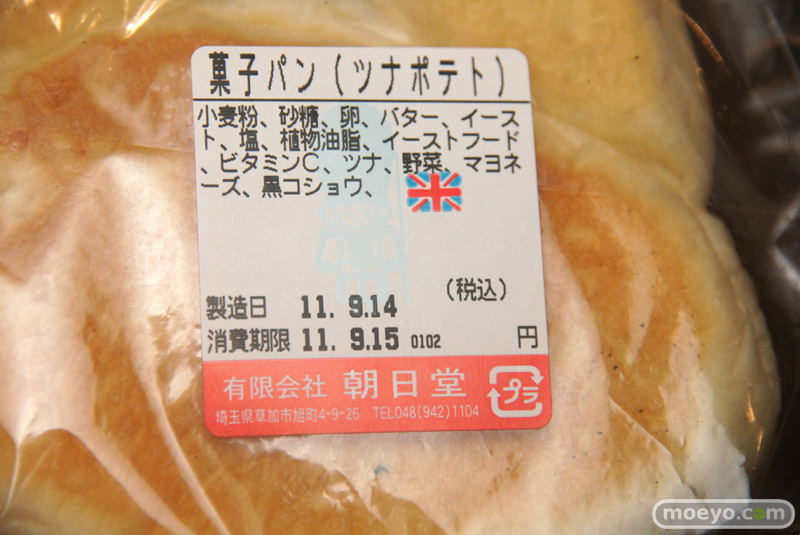 菓子パン(ツナポテト)
小麦粉、砂糖、卵、バター、イース
ト、塩、植物油脂、イーストフード
、ビタミンC、ツナ、野菜、マヨネ
ーズ、黒コショウ、
(税込)
製造日 11. 9.14
消費期限 11. 9.15 0102 円
有限会社 朝日堂
埼玉県草加市旭町4-9-26 TEL048(942)1104
プラ
moeyo.com